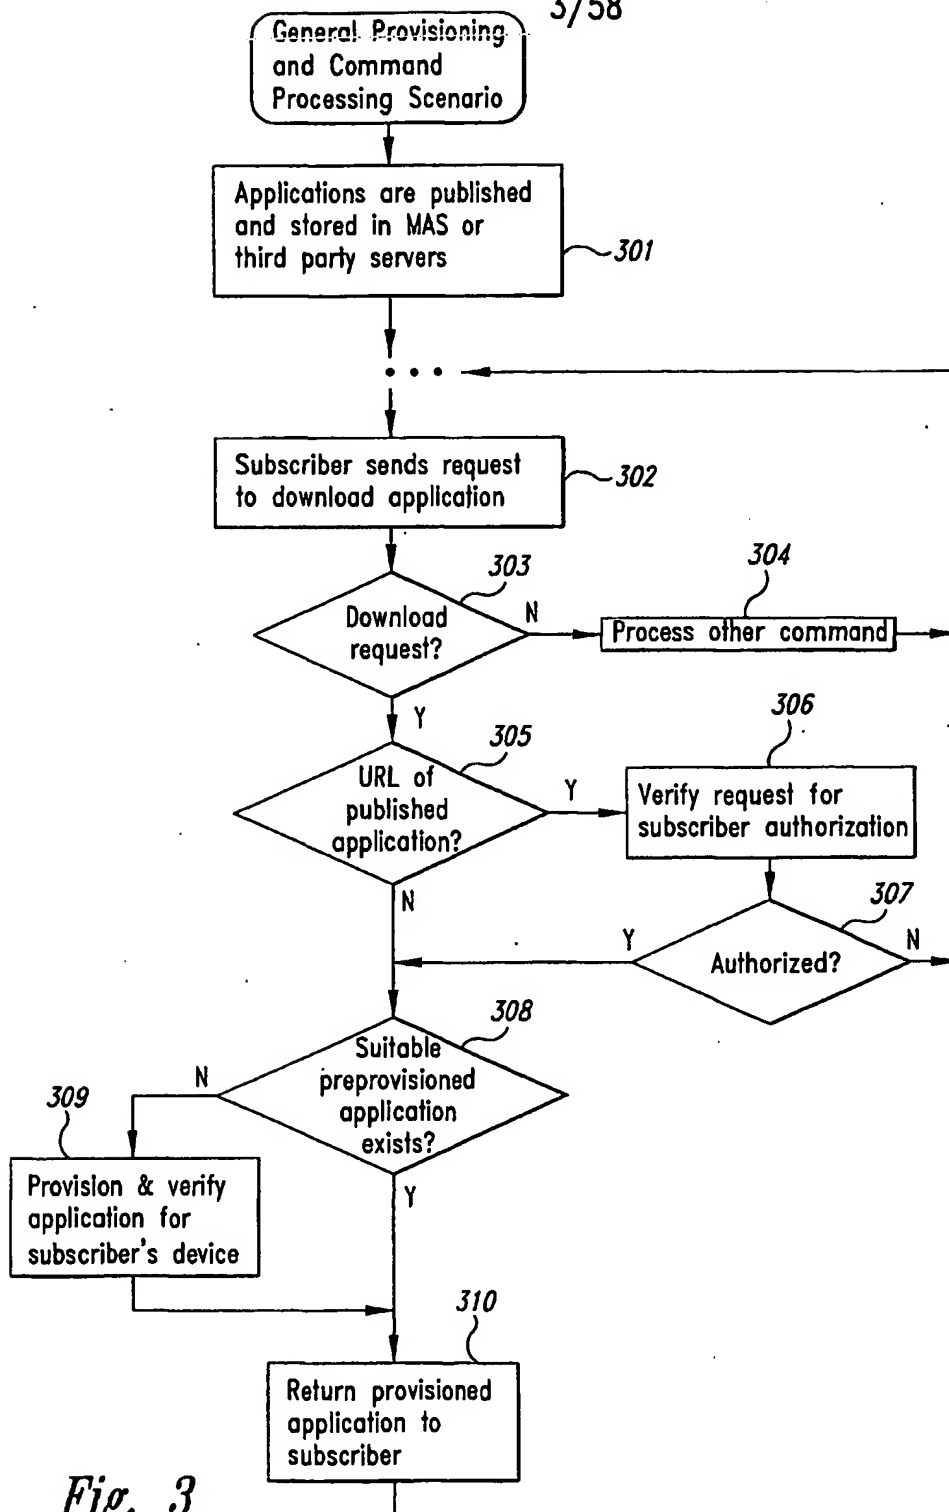 3/58
General Provisioning
and Command
Processing Scenario
Applications are published
and stored in MAS or
third party servers
301
Subscriber sends request
to download application
302
303
304
Download
request?
N
Process other command
Y
305
306
URL of
published
application?
Y
Verify request for
subscriber authorization
N
307
Y
Authorized?
N
308
Suitable
preprovisioned
application
exists?
N
309
Y
Provision & verify
application for
subscriber's device
310
Return provisioned
application to
subscriber
Fig. 3